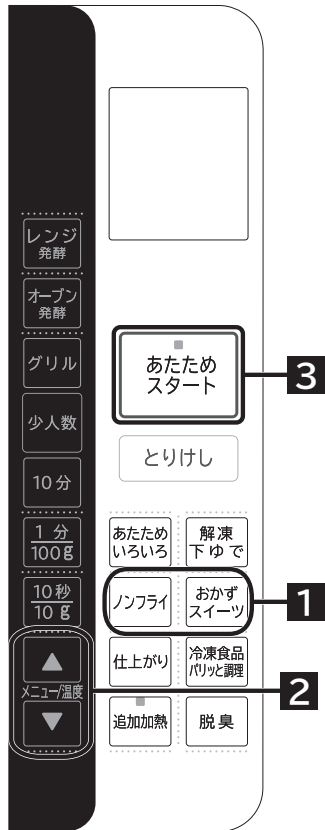 レンジ
発酵
オーブン
発酵
グリル
少人数
10分
1分
100g
10秒
10g
▲
メニュー/温度
▼
2
あたため
スタート
3
とりけし
あたため
いろいろ
解凍
下ゆで
ノンフライ
おかず
スイーツ
1
仕上がり
冷凍食品
パリッと調理
追加加熱
脱臭